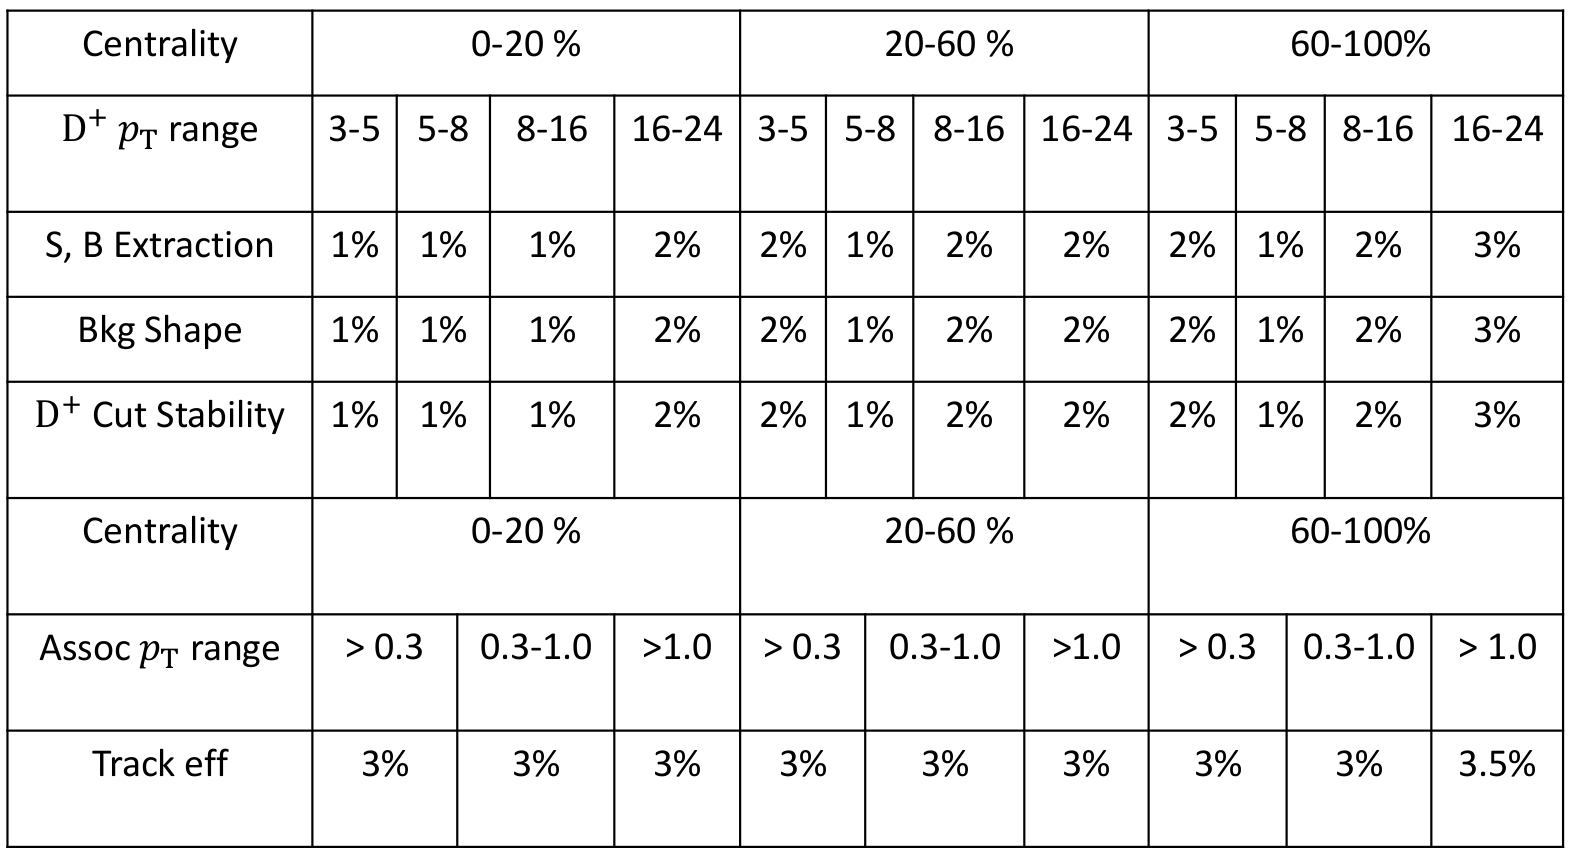 Centrality 0-20 % 20-60 % 60-100%
D⁺ 𝑝T range 3-5 5-8 8-16 16-24 3-5 5-8 8-16 16-24 3-5 5-8 8-16 16-24
S, B Extraction 1% 1% 1% 2% 2% 1% 2% 2% 2% 1% 2% 3%
Bkg Shape 1% 1% 1% 2% 2% 1% 2% 2% 2% 1% 2% 3%
D⁺ Cut Stability 1% 1% 1% 2% 2% 1% 2% 2% 2% 1% 2% 3%
Centrality 0-20 % 20-60 % 60-100%
Assoc 𝑝T range > 0.3 0.3-1.0 >1.0 > 0.3 0.3-1.0 >1.0 > 0.3 0.3-1.0 > 1.0
Track eff 3% 3% 3% 3% 3% 3% 3% 3% 3.5%